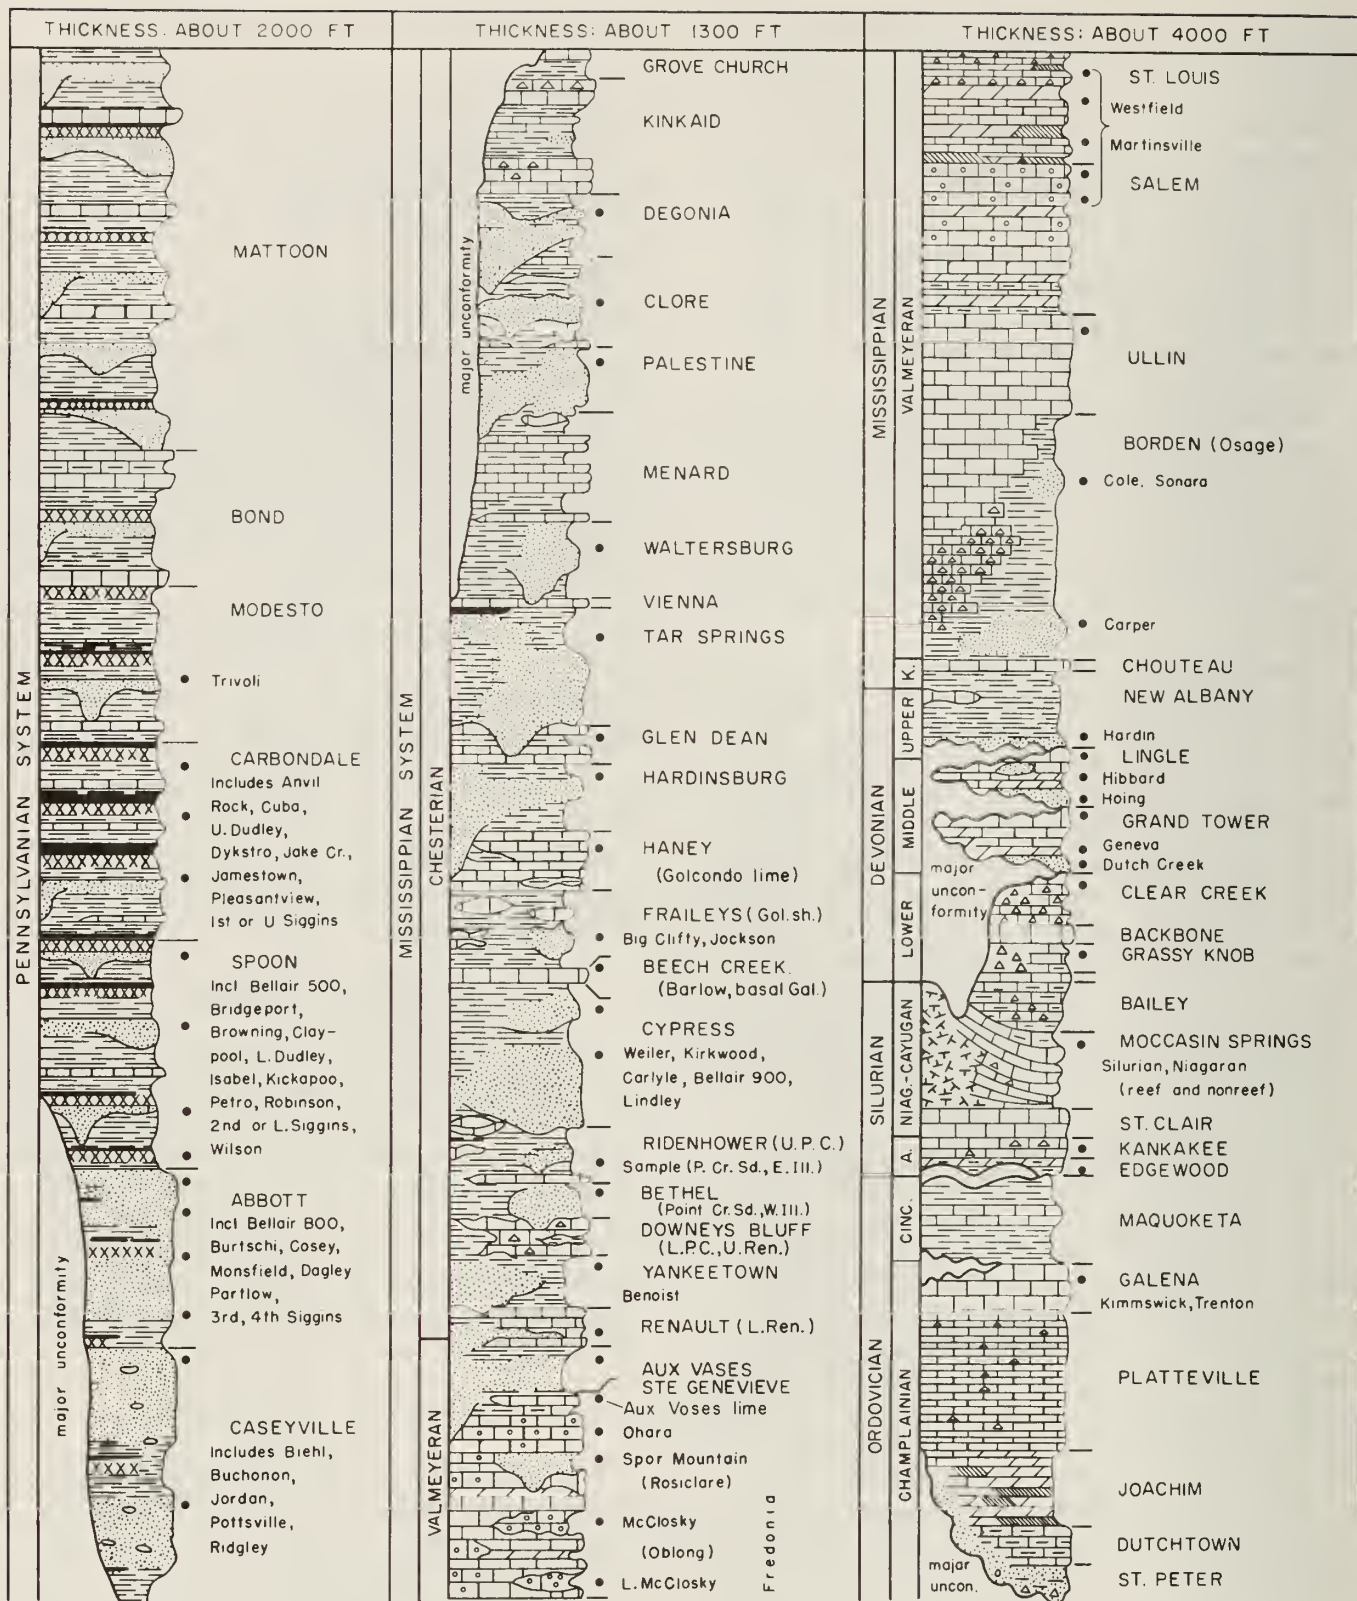 THICKNESS: ABOUT 2000 FT
PENNSYLVANIAN SYSTEM
MATTOON
BOND
MODESTO
Trivoli
CARBONDALE
Includes Anvil
Rock, Cuba,
U. Dudley,
Dykstro, Jake Cr.,
Jamestown,
Pleasantview,
1st or U Siggins
SPOON
Incl Bellair 500,
Bridgeport,
Browning, Clay-
pool, L. Dudley,
Isabel, Kickapoo,
Petro, Robinson,
2nd or L. Siggins,
Wilson
ABBOTT
Incl Bellair 800,
Burtschi, Cosey,
Monsfield, Dagley
Partlow,
3rd, 4th Siggins
major unconformity
CASEYVILLE
Includes Biehl,
Buchonon,
Jordan,
Pottsville,
Ridgley
THICKNESS: ABOUT 1300 FT
MISSISSIPPIAN SYSTEM
CHESTERIAN
major unconformity
GROVE CHURCH
KINKAID
DEGONIA
CLORE
PALESTINE
MENARD
WALTERSBURG
VIENNA
TAR SPRINGS
GLEN DEAN
HARDINSBURG
HANEY
(Golcondo lime)
FRAILEYS (Gol. sh.)
Big Clifty, Jockson
BEECH CREEK.
(Barlow, basal Gal.)
CYPRESS
Weiler, Kirkwood,
Carlyle, Bellair 900,
Lindley
RIDENHOWER (U.P.C.)
Sample (P. Cr. Sd., E. Ill.)
BETHEL
(Point Cr. Sd., W. Ill.)
DOWNEYS BLUFF
(L.P.C., U. Ren.)
YANKEETOWN
Benoist
RENAULT (L. Ren.)
VALMEYERAN
AUX VASES
STE GENEVIEVE
Aux Voses lime
Ohara
Spor Mountain
(Rosiclare)
McClosky
(Oblong)
L. McClosky
Fredonia
THICKNESS: ABOUT 4000 FT
MISSISSIPPIAN
VALMEYERAN
ST. LOUIS
Westfield
Martinsville
SALEM
ULLIN
BORDEN (Osage)
Cole, Sonara
Carper
K.
CHOUTEAU
DEVONIAN
UPPER
NEW ALBANY
Hardin
MIDDLE
LINGLE
Hibbard
Hoing
GRAND TOWER
Geneva
Dutch Creek
major
uncon-
formity
LOWER
CLEAR CREEK
BACKBONE
GRASSY KNOB
BAILEY
SILURIAN
NIAG.-CAYUGAN
MOCCASIN SPRINGS
Silurian, Niagaran
(reef and nonreef)
ST. CLAIR
A.
KANKAKEE
EDGEWOOD
ORDOVICIAN
CINC.
MAQUOKETA
CHAMPLAINIAN
GALENA
Kimmswick, Trenton
PLATTEVILLE
JOACHIM
DUTCHTOWN
major
uncon.
ST. PETER